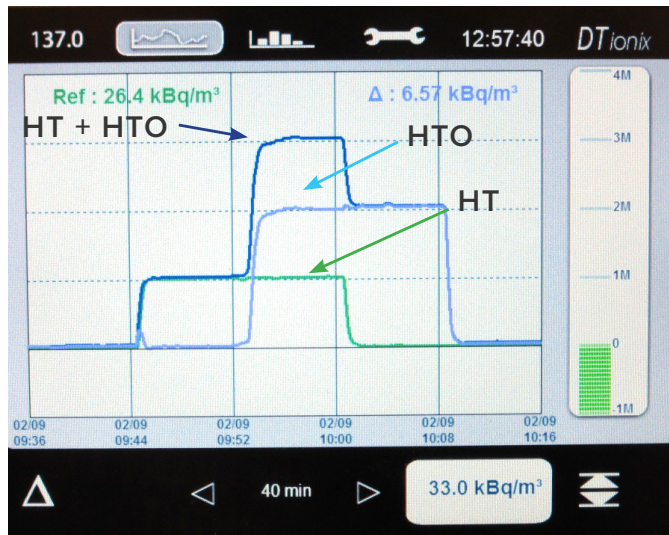 137.0
12:57:40
DTionix
Ref : 26.4 kBq/m³
Δ : 6.57 kBq/m³
HT + HTO
HTO
HT
4M
3M
2M
1M
0
-1M
02/09 02/09 02/09 02/09 02/09 02/09
09:36 09:44 09:52 10:00 10:08 10:16
Δ
40 min
33.0 kBq/m³